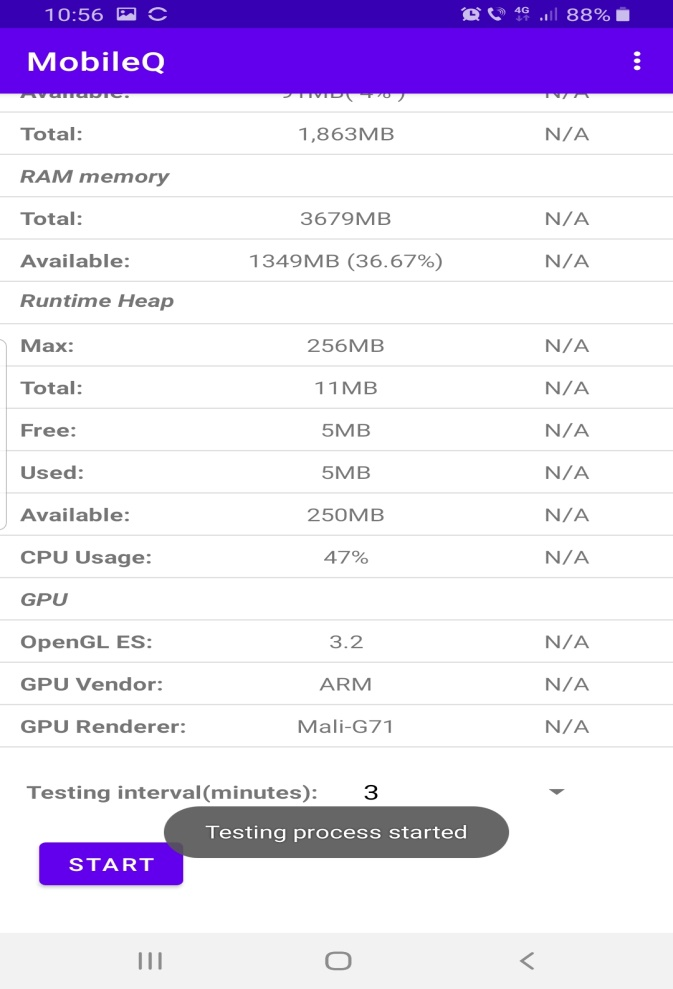 10:56 4G 88%
MobileQ
Total: 1,863MB N/A
RAM memory
Total: 3679MB N/A
Available: 1349MB (36.67%) N/A
Runtime Heap
Max: 256MB N/A
Total: 11MB N/A
Free: 5MB N/A
Used: 5MB N/A
Available: 250MB N/A
CPU Usage: 47% N/A
GPU
OpenGL ES: 3.2 N/A
GPU Vendor: ARM N/A
GPU Renderer: Mali-G71 N/A
Testing interval(minutes): 3
Testing process started
START